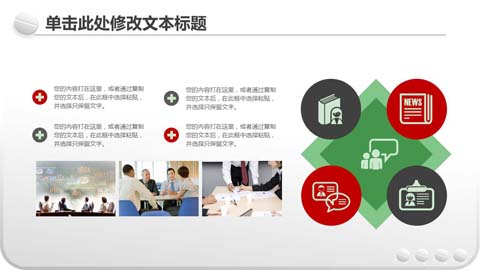 单击此处修改文本标题
您的内容打在这里，或者通过复制
您的文本后，在此框中选择粘贴，
并选择只保留文字。
您的内容打在这里，或者通过复制
您的文本后，在此框中选择粘贴，
并选择只保留文字。
您的内容打在这里，或者通过复制
您的文本后，在此框中选择粘贴，
并选择只保留文字。
您的内容打在这里，或者通过复制
您的文本后，在此框中选择粘贴，
并选择只保留文字。
NEWS